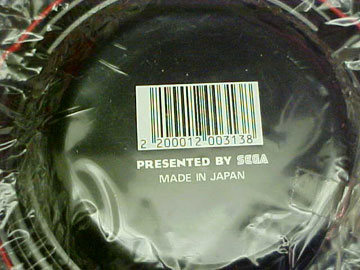 2 200012 003138
PRESENTED BY SEGA
MADE IN JAPAN